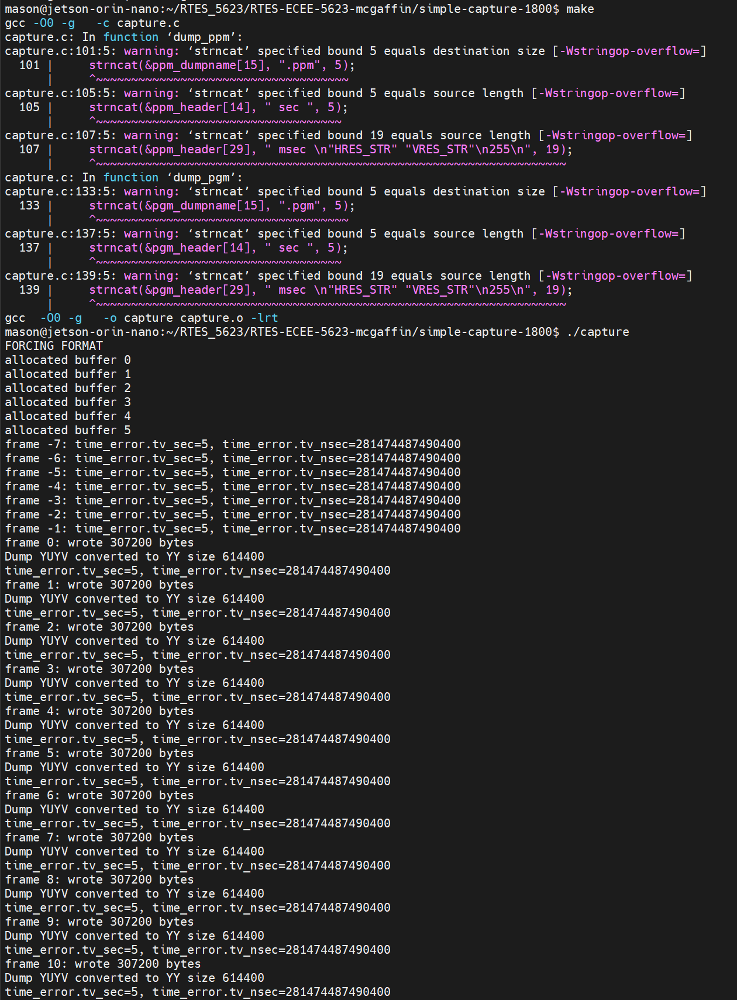 mason@jetson-orin-nano:~/RTES_5623/RTES-ECEE-5623-mcgaffin/simple-capture-1800$ make
gcc -O0 -g   -c capture.c
capture.c: In function ‘dump_ppm’:
capture.c:101:5: warning: ‘strncat’ specified bound 5 equals destination size [-Wstringop-overflow=]
  101 |     strncat(&ppm_dumpname[15], ".ppm", 5);
      |     ^~~~~~~~~~~~~~~~~~~~~~~~~~~~~~~~~~~~~
capture.c:105:5: warning: ‘strncat’ specified bound 5 equals source length [-Wstringop-overflow=]
  105 |     strncat(&ppm_header[14], " sec ", 5);
      |     ^~~~~~~~~~~~~~~~~~~~~~~~~~~~~~~~~~~~
capture.c:107:5: warning: ‘strncat’ specified bound 19 equals source length [-Wstringop-overflow=]
  107 |     strncat(&ppm_header[29], " msec \n"HRES_STR" "VRES_STR"\n255\n", 19);
      |     ^~~~~~~~~~~~~~~~~~~~~~~~~~~~~~~~~~~~~~~~~~~~~~~~~~~~~~~~~~~~~~~~~~~~
capture.c: In function ‘dump_pgm’:
capture.c:133:5: warning: ‘strncat’ specified bound 5 equals destination size [-Wstringop-overflow=]
  133 |     strncat(&pgm_dumpname[15], ".pgm", 5);
      |     ^~~~~~~~~~~~~~~~~~~~~~~~~~~~~~~~~~~~~
capture.c:137:5: warning: ‘strncat’ specified bound 5 equals source length [-Wstringop-overflow=]
  137 |     strncat(&pgm_header[14], " sec ", 5);
      |     ^~~~~~~~~~~~~~~~~~~~~~~~~~~~~~~~~~~~
capture.c:139:5: warning: ‘strncat’ specified bound 19 equals source length [-Wstringop-overflow=]
  139 |     strncat(&pgm_header[29], " msec \n"HRES_STR" "VRES_STR"\n255\n", 19);
      |     ^~~~~~~~~~~~~~~~~~~~~~~~~~~~~~~~~~~~~~~~~~~~~~~~~~~~~~~~~~~~~~~~~~~~
gcc  -O0 -g   -o capture capture.o -lrt
mason@jetson-orin-nano:~/RTES_5623/RTES-ECEE-5623-mcgaffin/simple-capture-1800$ ./capture
FORCING FORMAT
allocated buffer 0
allocated buffer 1
allocated buffer 2
allocated buffer 3
allocated buffer 4
allocated buffer 5
frame -7: time_error.tv_sec=5, time_error.tv_nsec=281474487490400
frame -6: time_error.tv_sec=5, time_error.tv_nsec=281474487490400
frame -5: time_error.tv_sec=5, time_error.tv_nsec=281474487490400
frame -4: time_error.tv_sec=5, time_error.tv_nsec=281474487490400
frame -3: time_error.tv_sec=5, time_error.tv_nsec=281474487490400
frame -2: time_error.tv_sec=5, time_error.tv_nsec=281474487490400
frame -1: time_error.tv_sec=5, time_error.tv_nsec=281474487490400
frame 0: wrote 307200 bytes
Dump YUYV converted to YY size 614400
time_error.tv_sec=5, time_error.tv_nsec=281474487490400
frame 1: wrote 307200 bytes
Dump YUYV converted to YY size 614400
time_error.tv_sec=5, time_error.tv_nsec=281474487490400
frame 2: wrote 307200 bytes
Dump YUYV converted to YY size 614400
time_error.tv_sec=5, time_error.tv_nsec=281474487490400
frame 3: wrote 307200 bytes
Dump YUYV converted to YY size 614400
time_error.tv_sec=5, time_error.tv_nsec=281474487490400
frame 4: wrote 307200 bytes
Dump YUYV converted to YY size 614400
time_error.tv_sec=5, time_error.tv_nsec=281474487490400
frame 5: wrote 307200 bytes
Dump YUYV converted to YY size 614400
time_error.tv_sec=5, time_error.tv_nsec=281474487490400
frame 6: wrote 307200 bytes
Dump YUYV converted to YY size 614400
time_error.tv_sec=5, time_error.tv_nsec=281474487490400
frame 7: wrote 307200 bytes
Dump YUYV converted to YY size 614400
time_error.tv_sec=5, time_error.tv_nsec=281474487490400
frame 8: wrote 307200 bytes
Dump YUYV converted to YY size 614400
time_error.tv_sec=5, time_error.tv_nsec=281474487490400
frame 9: wrote 307200 bytes
Dump YUYV converted to YY size 614400
time_error.tv_sec=5, time_error.tv_nsec=281474487490400
frame 10: wrote 307200 bytes
Dump YUYV converted to YY size 614400
time_error.tv_sec=5, time_error.tv_nsec=281474487490400